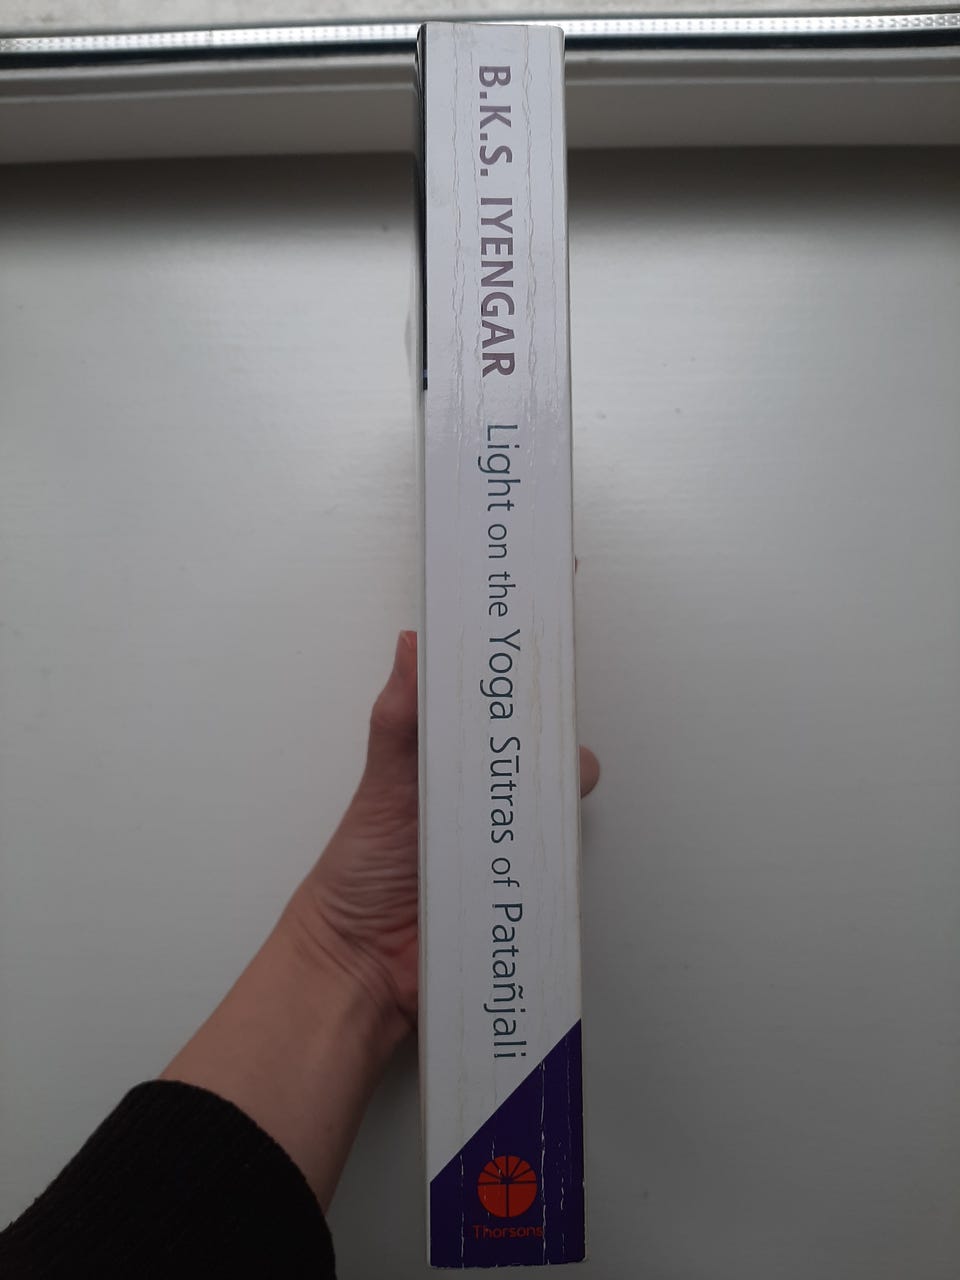 B.K.S. IYENGAR Light on the Yoga Sūtras of Patañjali
Thorsons